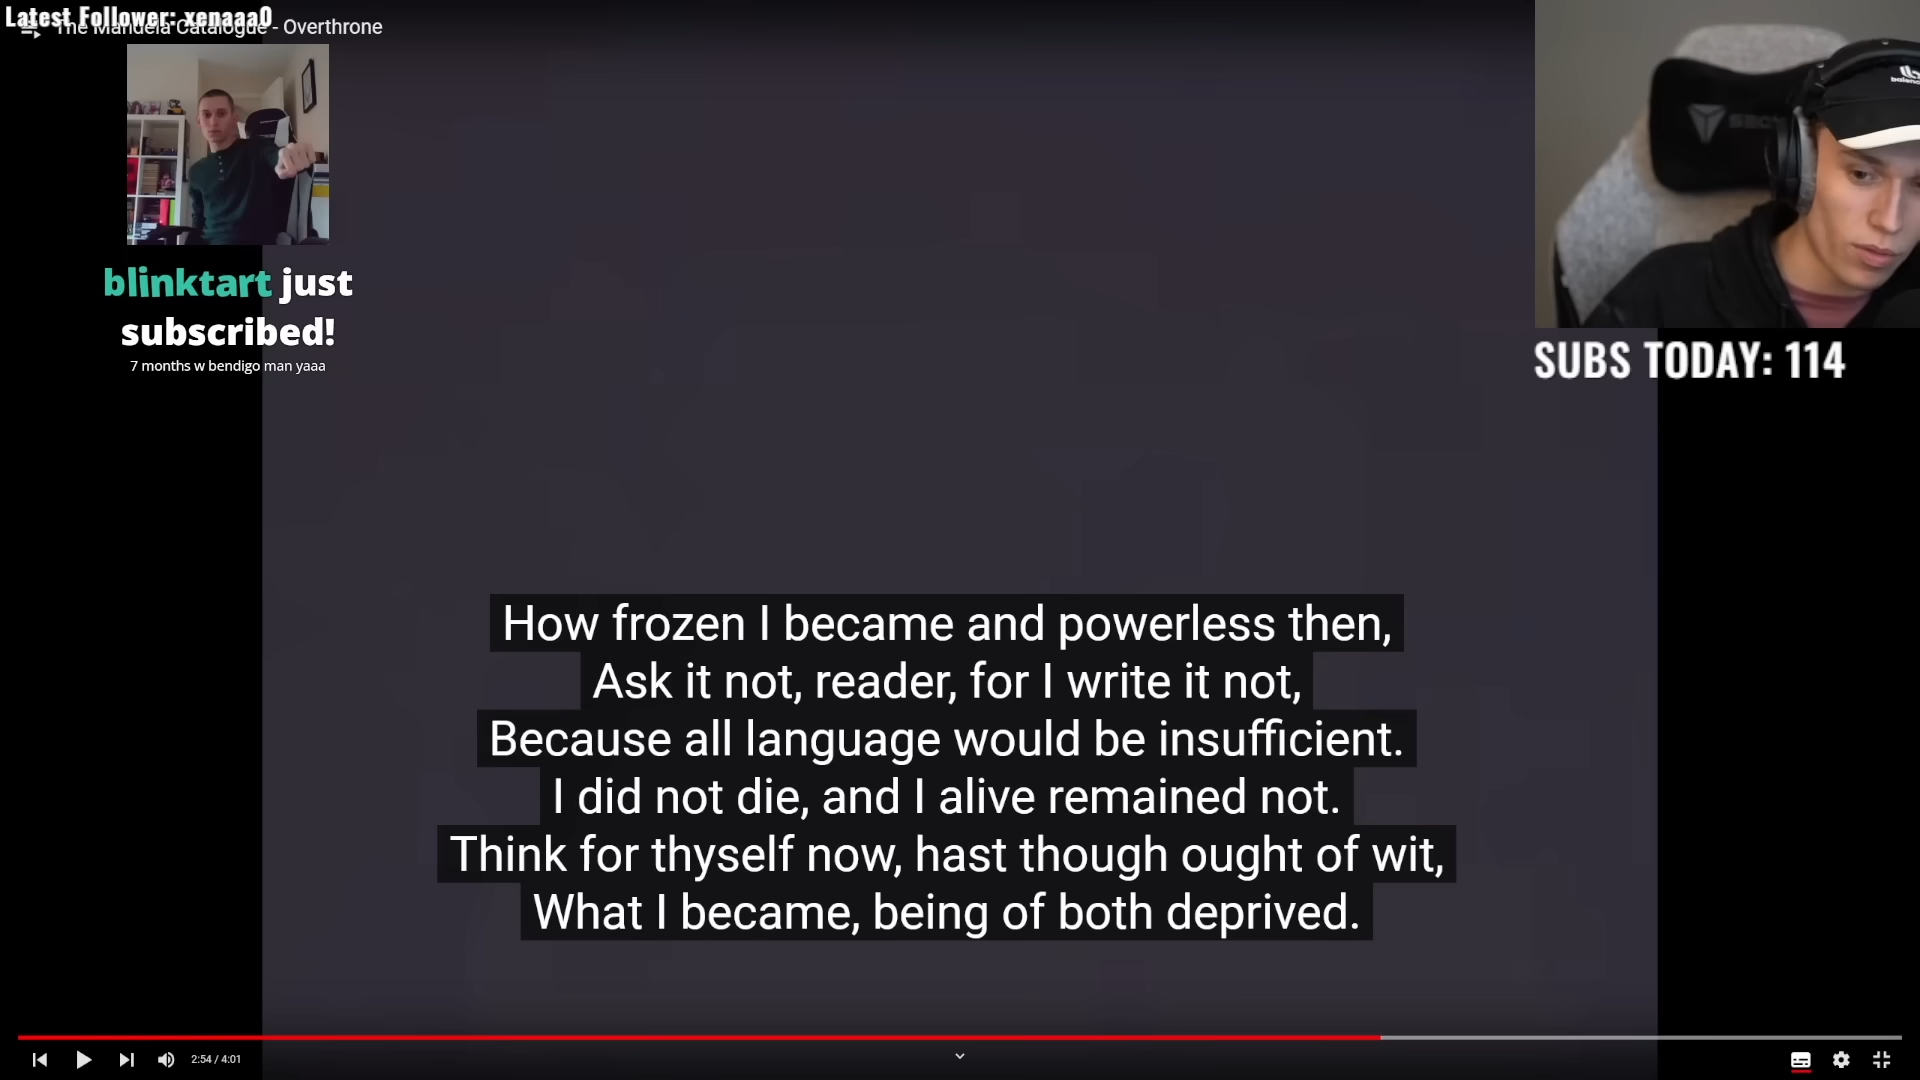 Latest Follower: xenaaa0
The Mandela Catalogue - Overthrone
blinktart just
subscribed!
7 months w bendigo man yaaa
SUBS TODAY: 114
How frozen I became and powerless then,
Ask it not, reader, for I write it not,
Because all language would be insufficient.
I did not die, and I alive remained not.
Think for thyself now, hast though ought of wit,
What I became, being of both deprived.
2:54 / 4:01